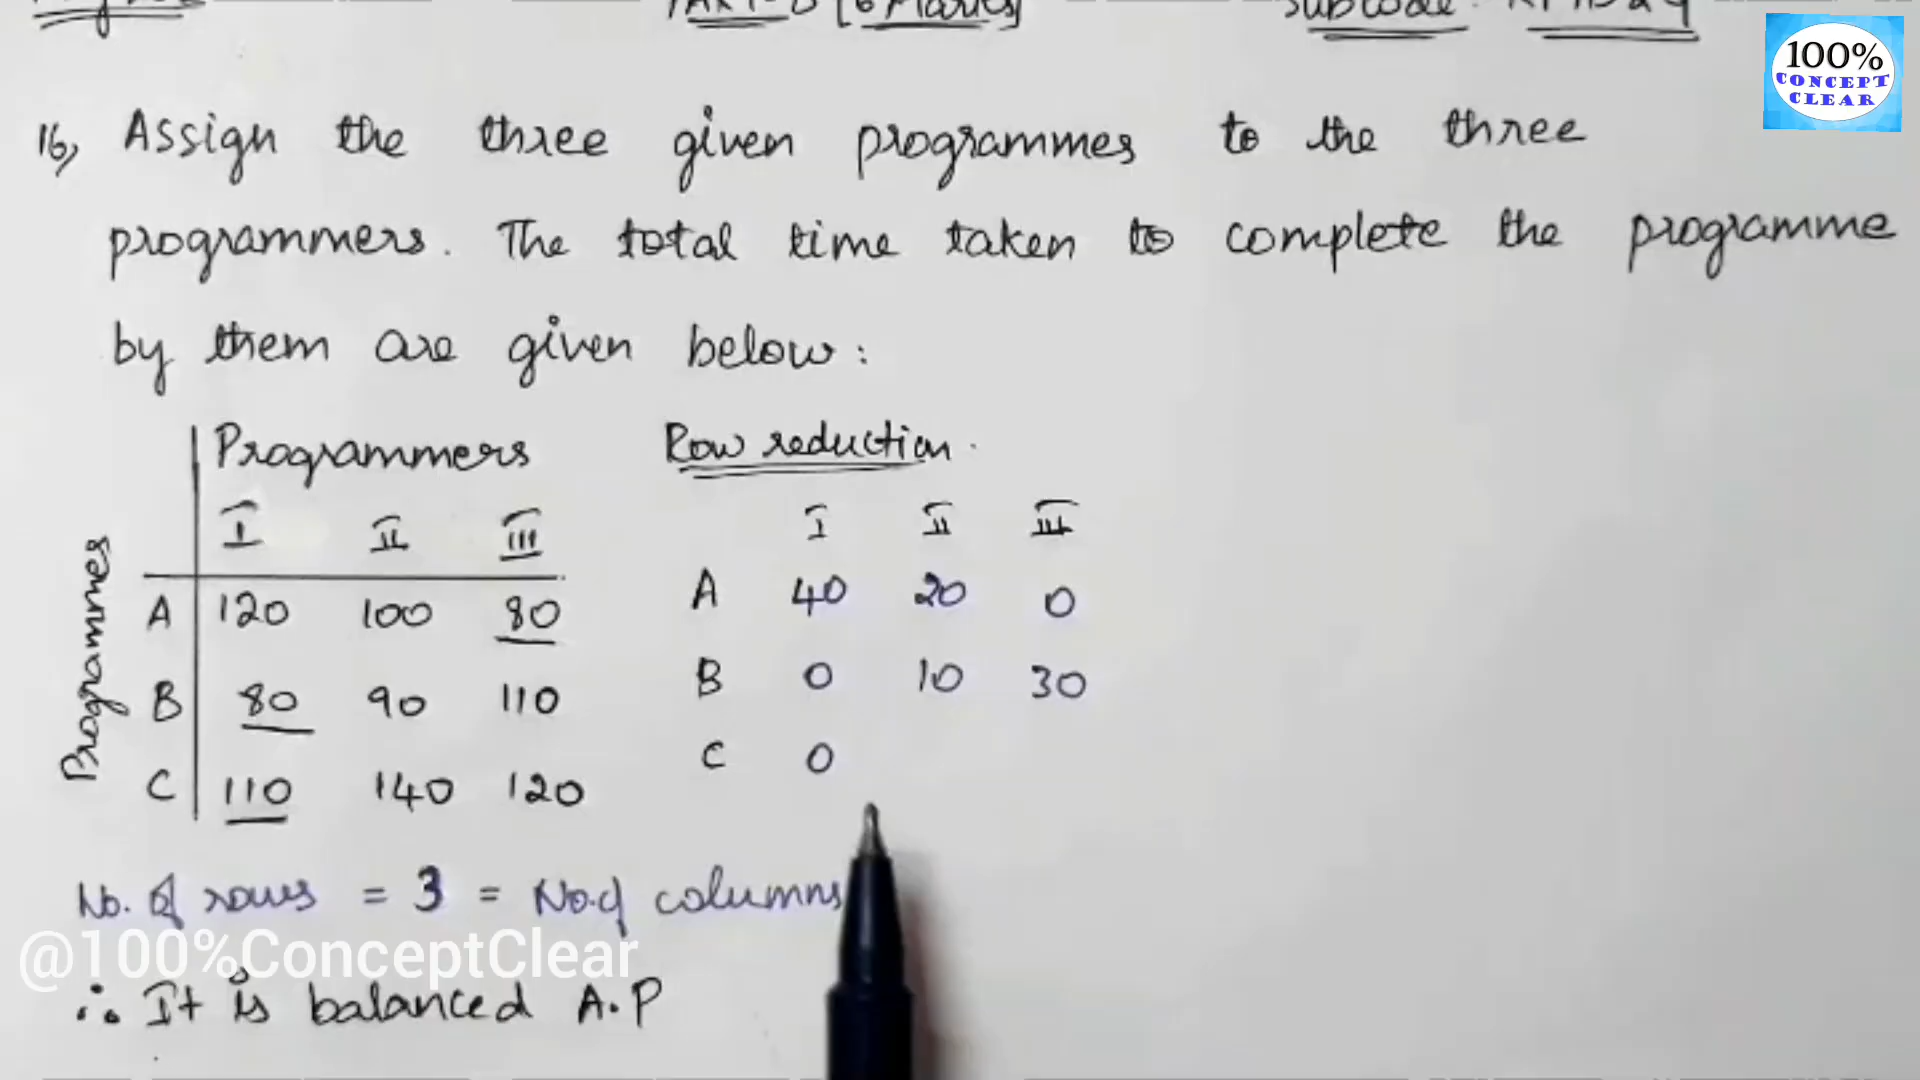 100%
CONCEPT
CLEAR
16, Assign the three given programmes to the three
programmers. The total time taken to complete the programme
by them are given below:
Programmers
I II III
Programmes
A 120 100 80
B 80 90 110
C 110 140 120
Row reduction.
I II III
A 40 20 0
B 0 10 30
C 0
No. of rows = 3 = No. of columns
@100%ConceptClear
∴ It is balanced A.P